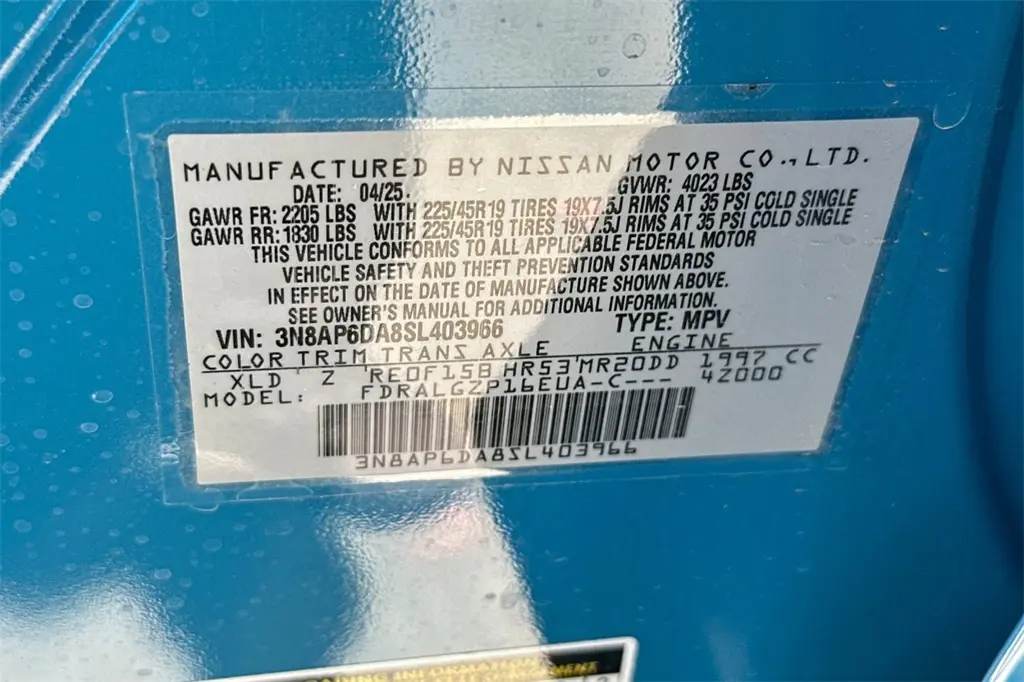 MANUFACTURED BY NISSAN MOTOR CO., LTD.
DATE: 04/25 GVWR: 4023 LBS
GAWR FR: 2205 LBS WITH 225/45R19 TIRES 19X7.5J RIMS AT 35 PSI COLD SINGLE
GAWR RR: 1830 LBS WITH 225/45R19 TIRES 19X7.5J RIMS AT 35 PSI COLD SINGLE
THIS VEHICLE CONFORMS TO ALL APPLICABLE FEDERAL MOTOR
VEHICLE SAFETY AND THEFT PREVENTION STANDARDS
IN EFFECT ON THE DATE OF MANUFACTURE SHOWN ABOVE.
SEE OWNER'S MANUAL FOR ADDITIONAL INFORMATION.
VIN: 3N8AP6DA8SL403966 TYPE: MPV
COLOR TRIM TRANS AXLE ENGINE
XLD Z RE0F15B HR53 MR20DD 1997 CC
MODEL: FDRALGZP16EUA-C--- 42000
3N8AP6DA8SL403966
INFORMATION